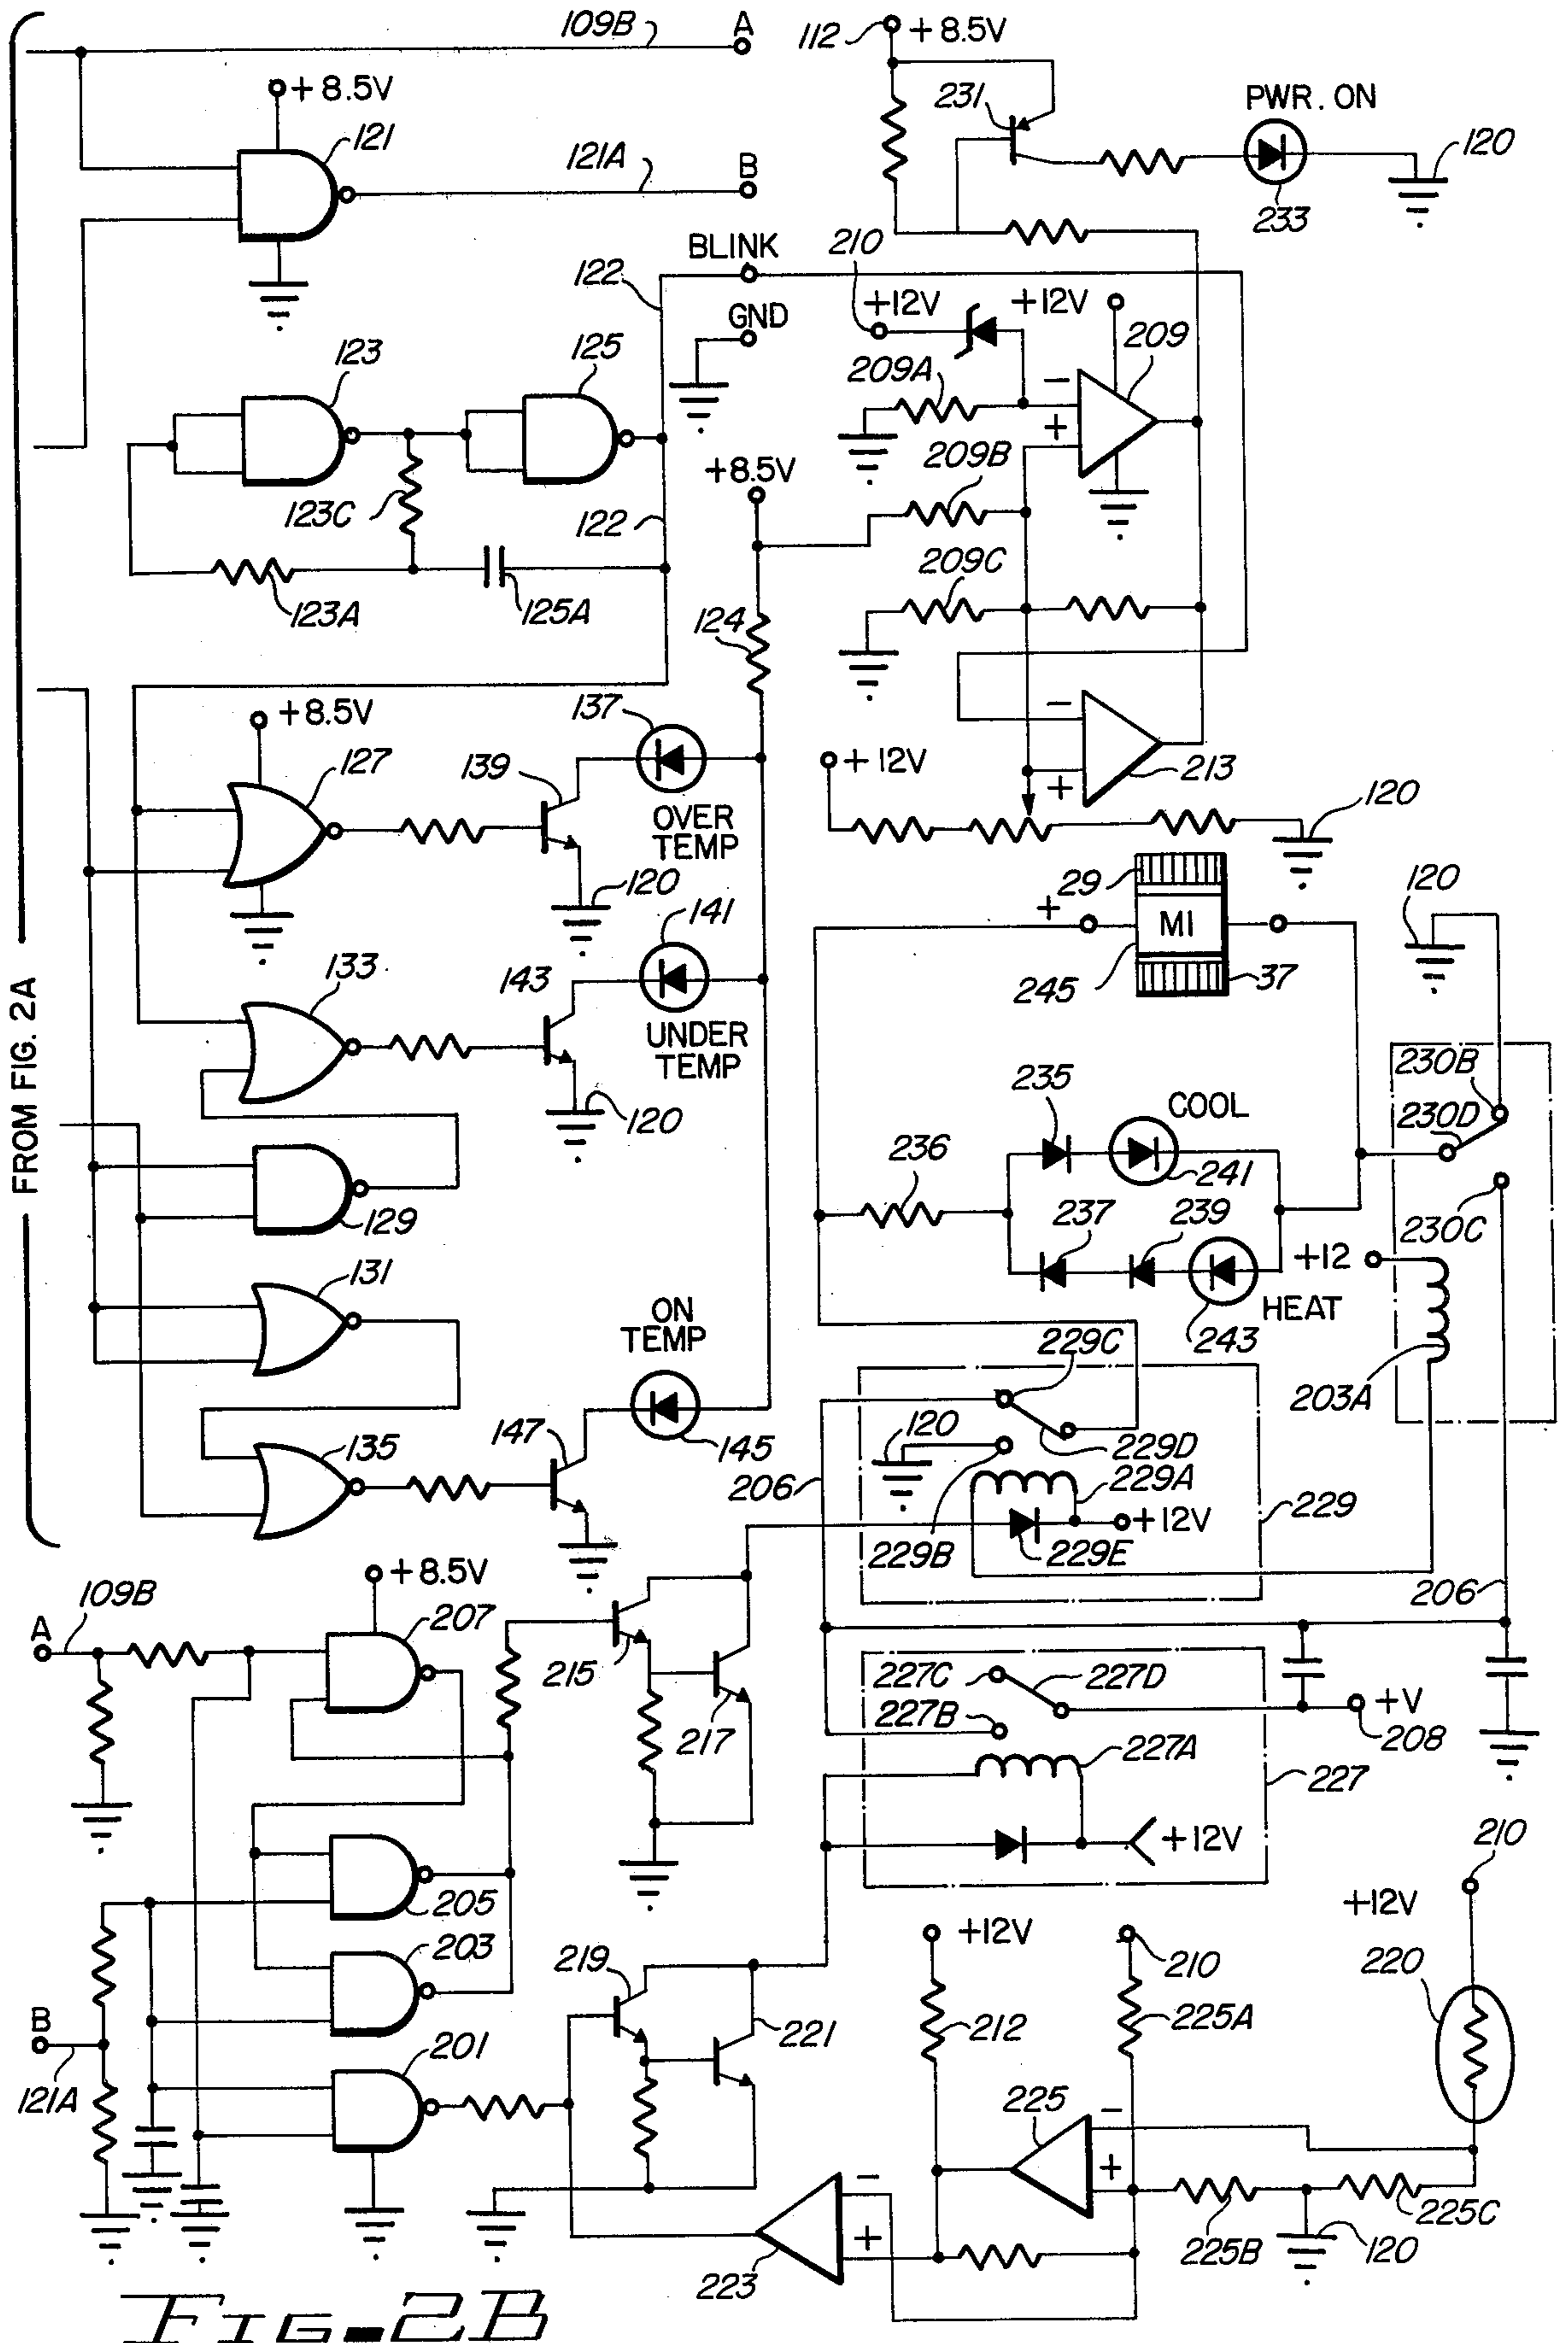 109B
A
112
+8.5V
+8.5V
231
PWR. ON
121
120
121A
B
233
210
BLINK
122
+12V
+12V
GND
209
123
125
209A
-
+
209B
+8.5V
123C
122
209C
123A
125A
124
137
-
+8.5V
127
139
+12V
213
+
OVER
TEMP
120
29
120
120
+
MI
141
133
143
245
37
UNDER
TEMP
230B
235
COOL
230D
120
236
241
129
237
239
230C
+12
131
ON
TEMP
HEAT
243
229C
203A
120
135
147
145
229D
206
229A
229
+12V
229B
229E
FROM FIG. 2A
+8.5V
109B
206
A
207
215
227C
227D
+V
227B
208
217
227A
227
+12V
210
205
+12V
203
219
+12V
210
220
B
212
225A
221
201
121A
225
-
+
225C
-
+
225B
120
223
FIG-2B